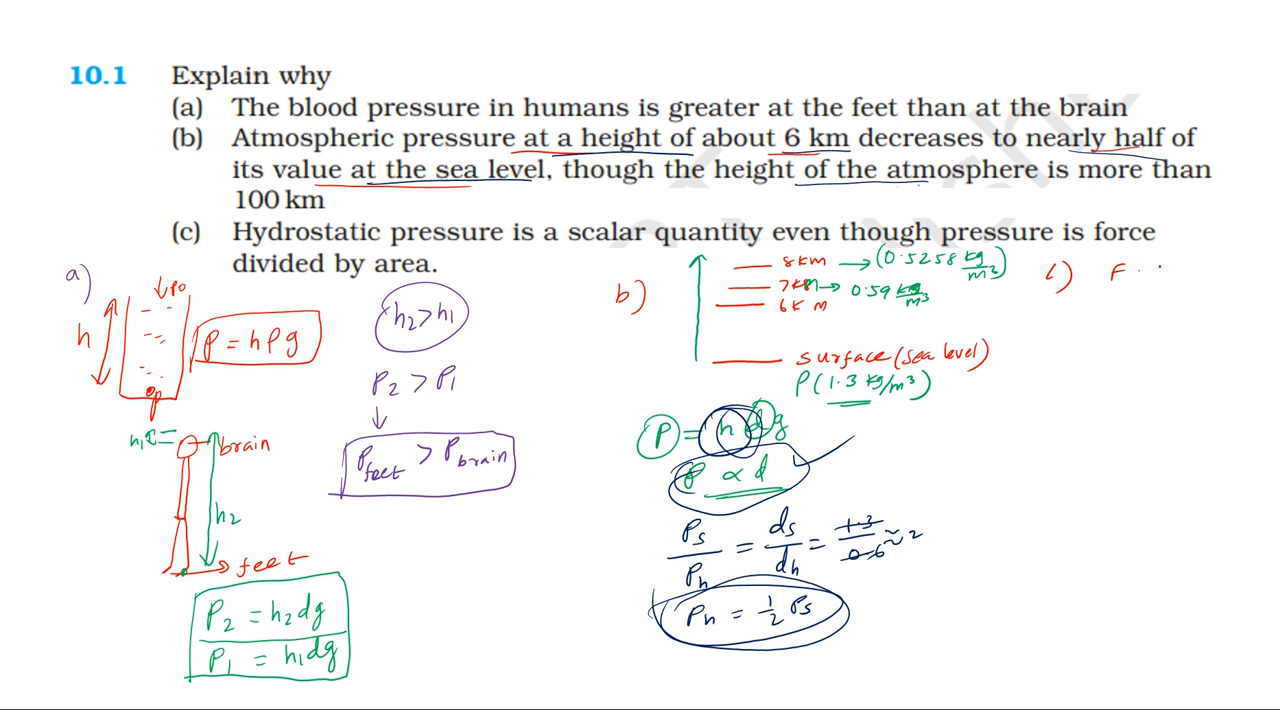 10.1 Explain why
(a) The blood pressure in humans is greater at the feet than at the brain
(b) Atmospheric pressure at a height of about 6 km decreases to nearly half of
its value at the sea level, though the height of the atmosphere is more than
100 km
(c) Hydrostatic pressure is a scalar quantity even though pressure is force
divided by area.
a)
P0
h
P = hρg
p
h1
brain
h2
feet
P2 = h2dg
P1 = h1dg
h2 > h1
P2 > P1
↓
Pfeet > Pbrain
b)
8 km → (0.5258 kg/m³)
7 km → 0.59 kg/m³
6 km
surface (sea level)
ρ(1.3 kg/m³)
P = hdg
P ∝ d
Ps/Ph = ds/dh = 1.3/0.6 ≈ 2
Ph = 1/2 Ps
c) F